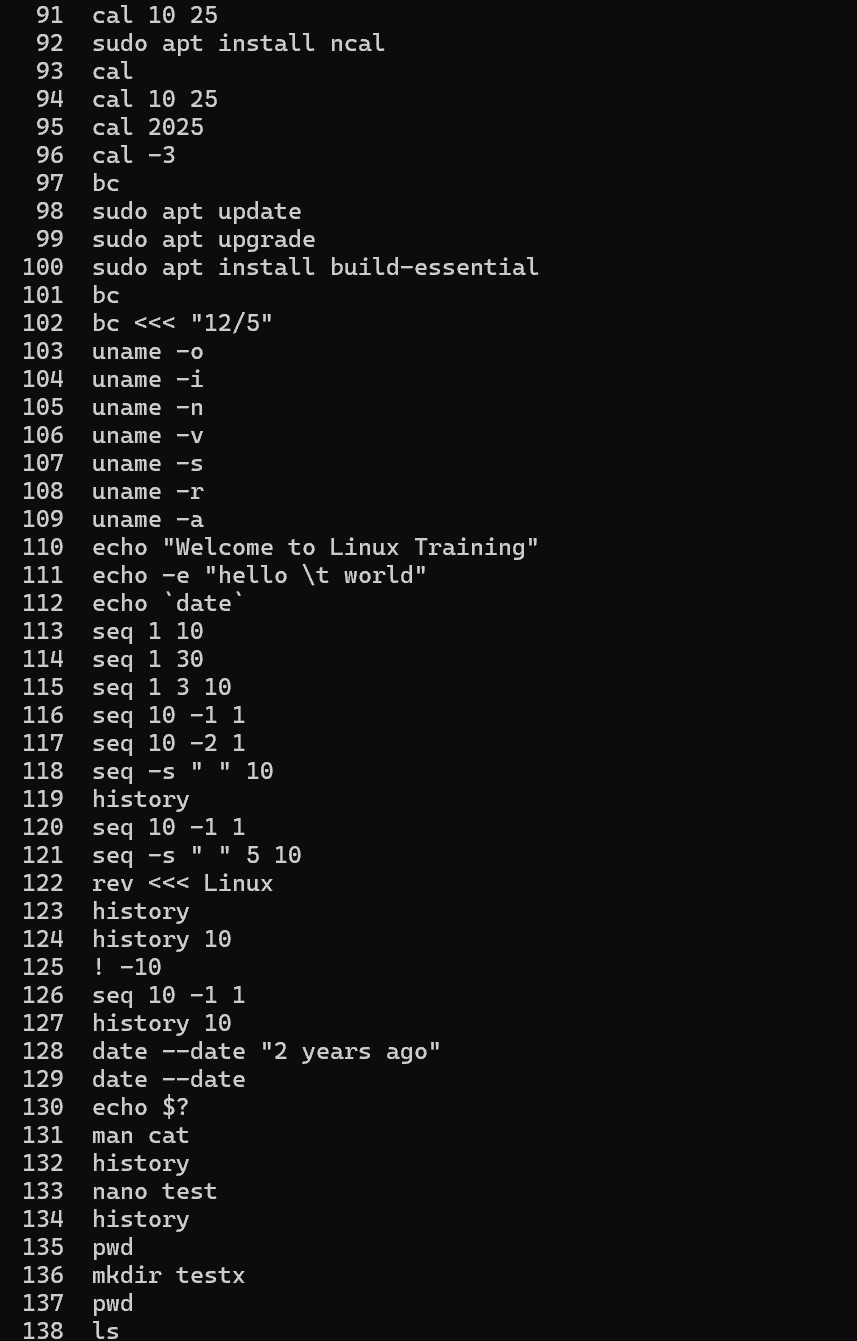 91 cal 10 25
92 sudo apt install ncal
93 cal
94 cal 10 25
95 cal 2025
96 cal -3
97 bc
98 sudo apt update
99 sudo apt upgrade
100 sudo apt install build-essential
101 bc
102 bc <<< "12/5"
103 uname -o
104 uname -i
105 uname -n
106 uname -v
107 uname -s
108 uname -r
109 uname -a
110 echo "Welcome to Linux Training"
111 echo -e "hello \t world"
112 echo `date`
113 seq 1 10
114 seq 1 30
115 seq 1 3 10
116 seq 10 -1 1
117 seq 10 -2 1
118 seq -s " " 10
119 history
120 seq 10 -1 1
121 seq -s " " 5 10
122 rev <<< Linux
123 history
124 history 10
125 ! -10
126 seq 10 -1 1
127 history 10
128 date --date "2 years ago"
129 date --date
130 echo $?
131 man cat
132 history
133 nano test
134 history
135 pwd
136 mkdir testx
137 pwd
138 ls